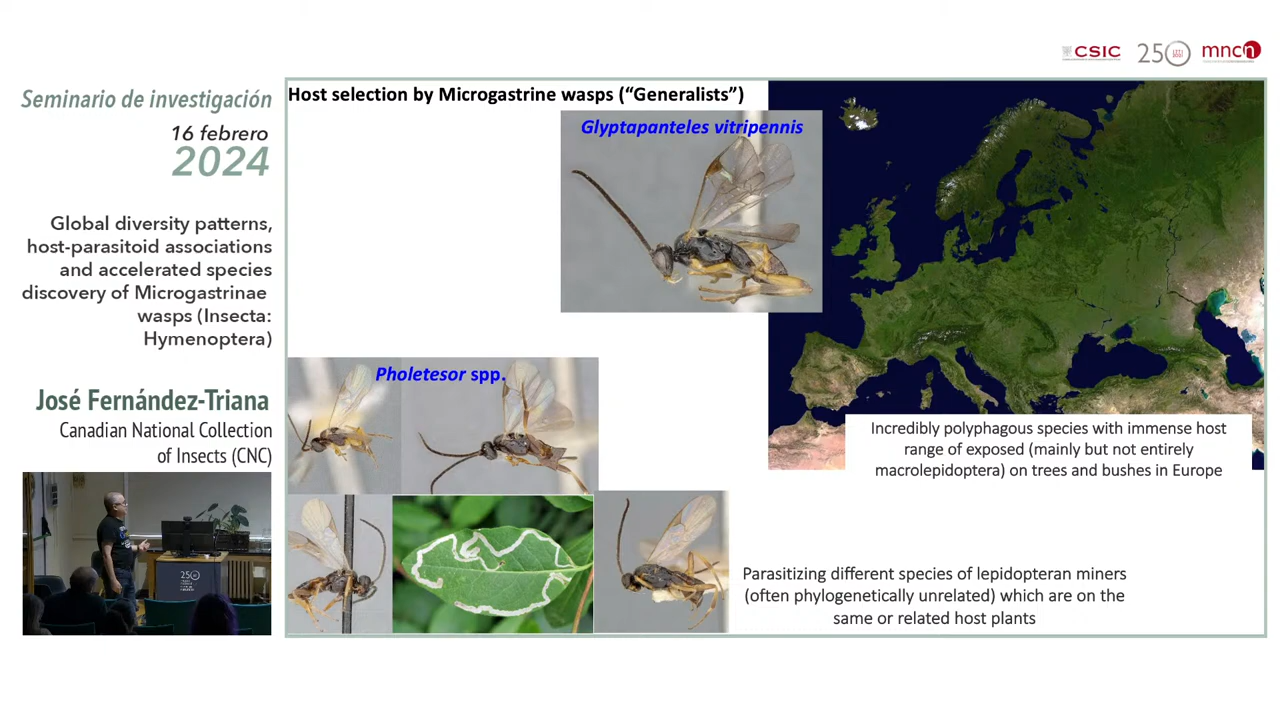 CSIC
250
mncn
Seminario de investigación
16 febrero
2024
Global diversity patterns,
host-parasitoid associations
and accelerated species
discovery of Microgastrinae
wasps (Insecta:
Hymenoptera)
José Fernández-Triana
Canadian National Collection
of Insects (CNC)
250
Host selection by Microgastrine wasps (“Generalists”)
Glyptapanteles vitripennis
Incredibly polyphagous species with immense host
range of exposed (mainly but not entirely
macrolepidoptera) on trees and bushes in Europe
Pholetesor spp.
Parasitizing different species of lepidopteran miners
(often phylogenetically unrelated) which are on the
same or related host plants